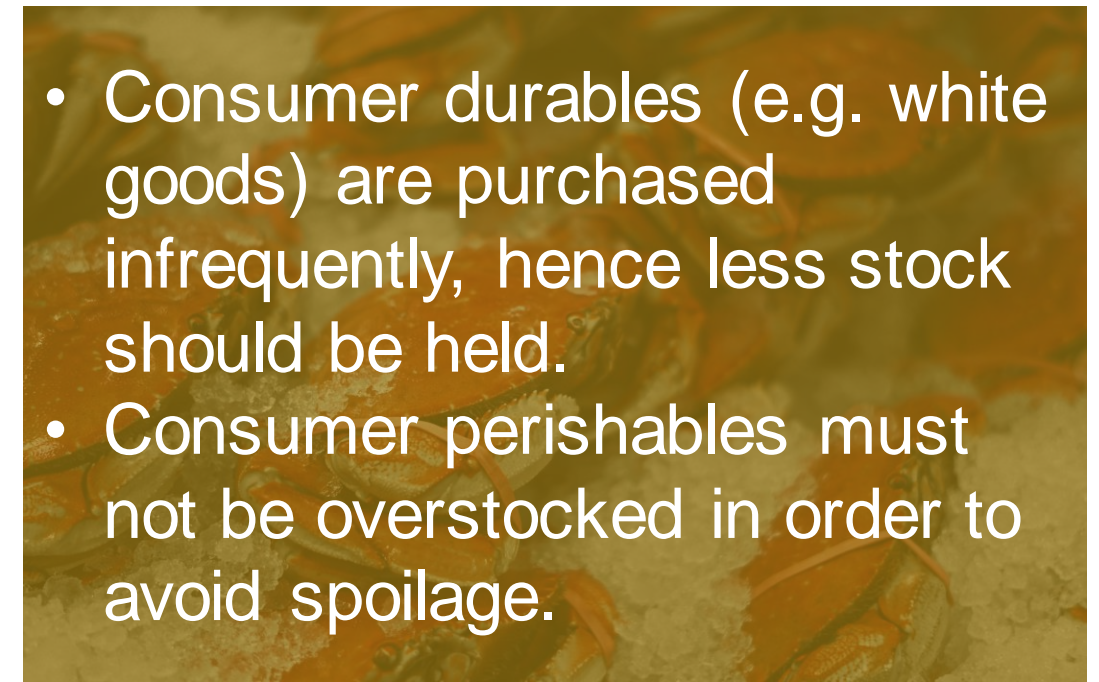 • Consumer durables (e.g. white
goods) are purchased
infrequently, hence less stock
should be held.
• Consumer perishables must
not be overstocked in order to
avoid spoilage.